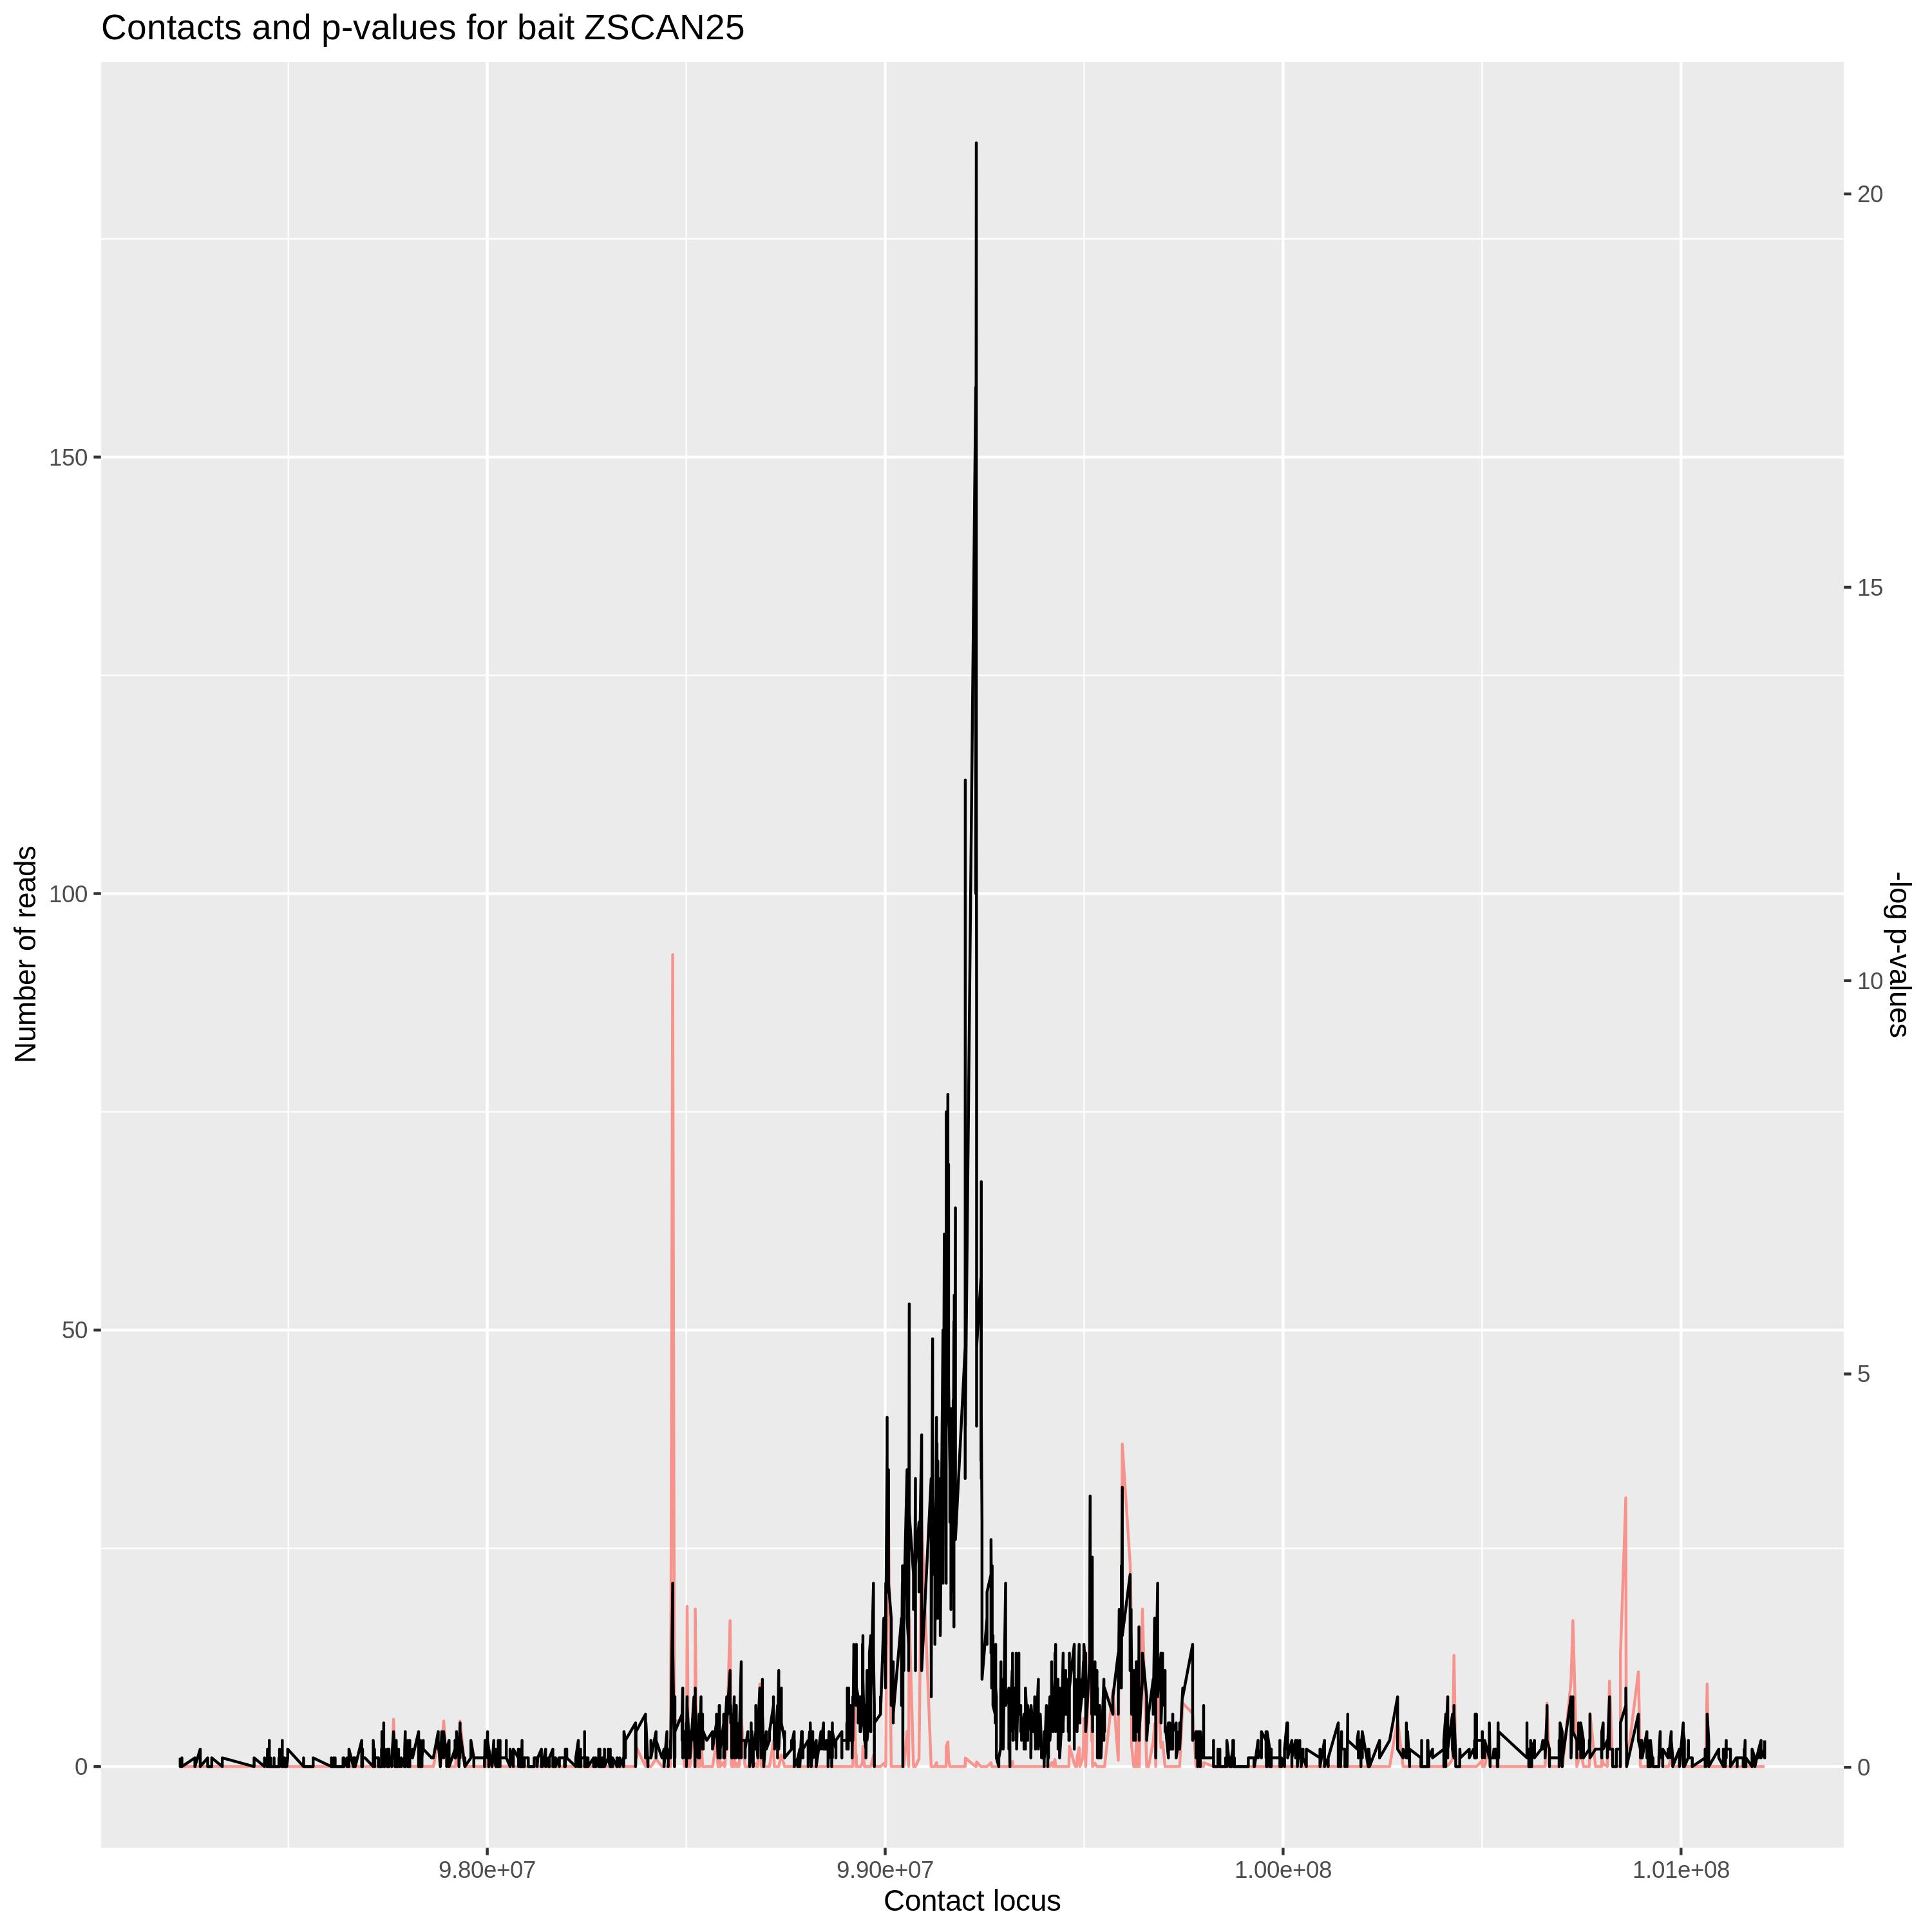 Contacts and p-values for bait ZSCAN25
Number of reads
150
100
50
0
20
15
10
5
0
-log p-values
9.80e+07
9.90e+07
1.00e+08
1.01e+08
Contact locus